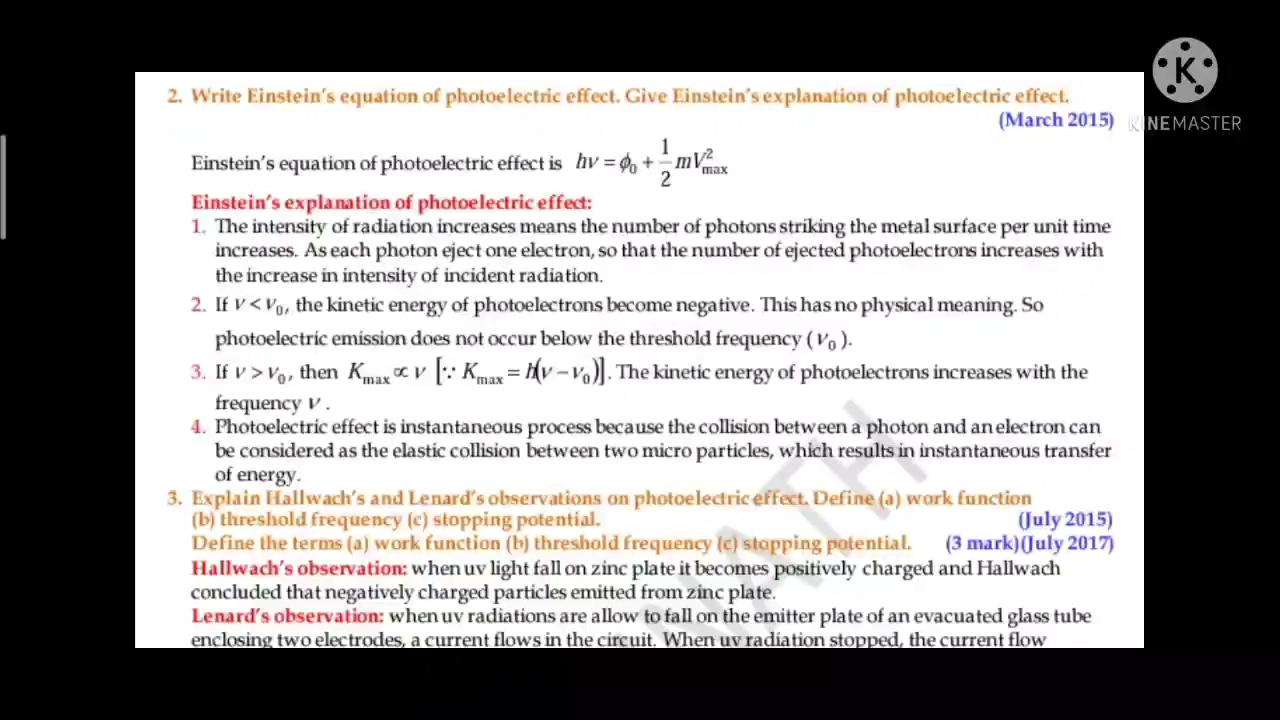 2. Write Einstein's equation of photoelectric effect. Give Einstein's explanation of photoelectric effect.
(March 2015)
KINEMASTER
Einstein's equation of photoelectric effect is hν = ϕ₀ + 1/2 mV²max
Einstein's explanation of photoelectric effect:
1. The intensity of radiation increases means the number of photons striking the metal surface per unit time
increases. As each photon eject one electron, so that the number of ejected photoelectrons increases with
the increase in intensity of incident radiation.
2. If ν < ν₀, the kinetic energy of photoelectrons become negative. This has no physical meaning. So
photoelectric emission does not occur below the threshold frequency (ν₀).
3. If ν > ν₀, then Kmax ∝ ν [∵ Kmax = h(ν − ν₀)]. The kinetic energy of photoelectrons increases with the
frequency ν.
4. Photoelectric effect is instantaneous process because the collision between a photon and an electron can
be considered as the elastic collision between two micro particles, which results in instantaneous transfer
of energy.
3. Explain Hallwach's and Lenard's observations on photoelectric effect. Define (a) work function
(b) threshold frequency (c) stopping potential. (July 2015)
Define the terms (a) work function (b) threshold frequency (c) stopping potential. (3 mark)(July 2017)
Hallwach's observation: when uv light fall on zinc plate it becomes positively charged and Hallwach
concluded that negatively charged particles emitted from zinc plate.
Lenard's observation: when uv radiations are allow to fall on the emitter plate of an evacuated glass tube
enclosing two electrodes, a current flows in the circuit. When uv radiation stopped, the current flow